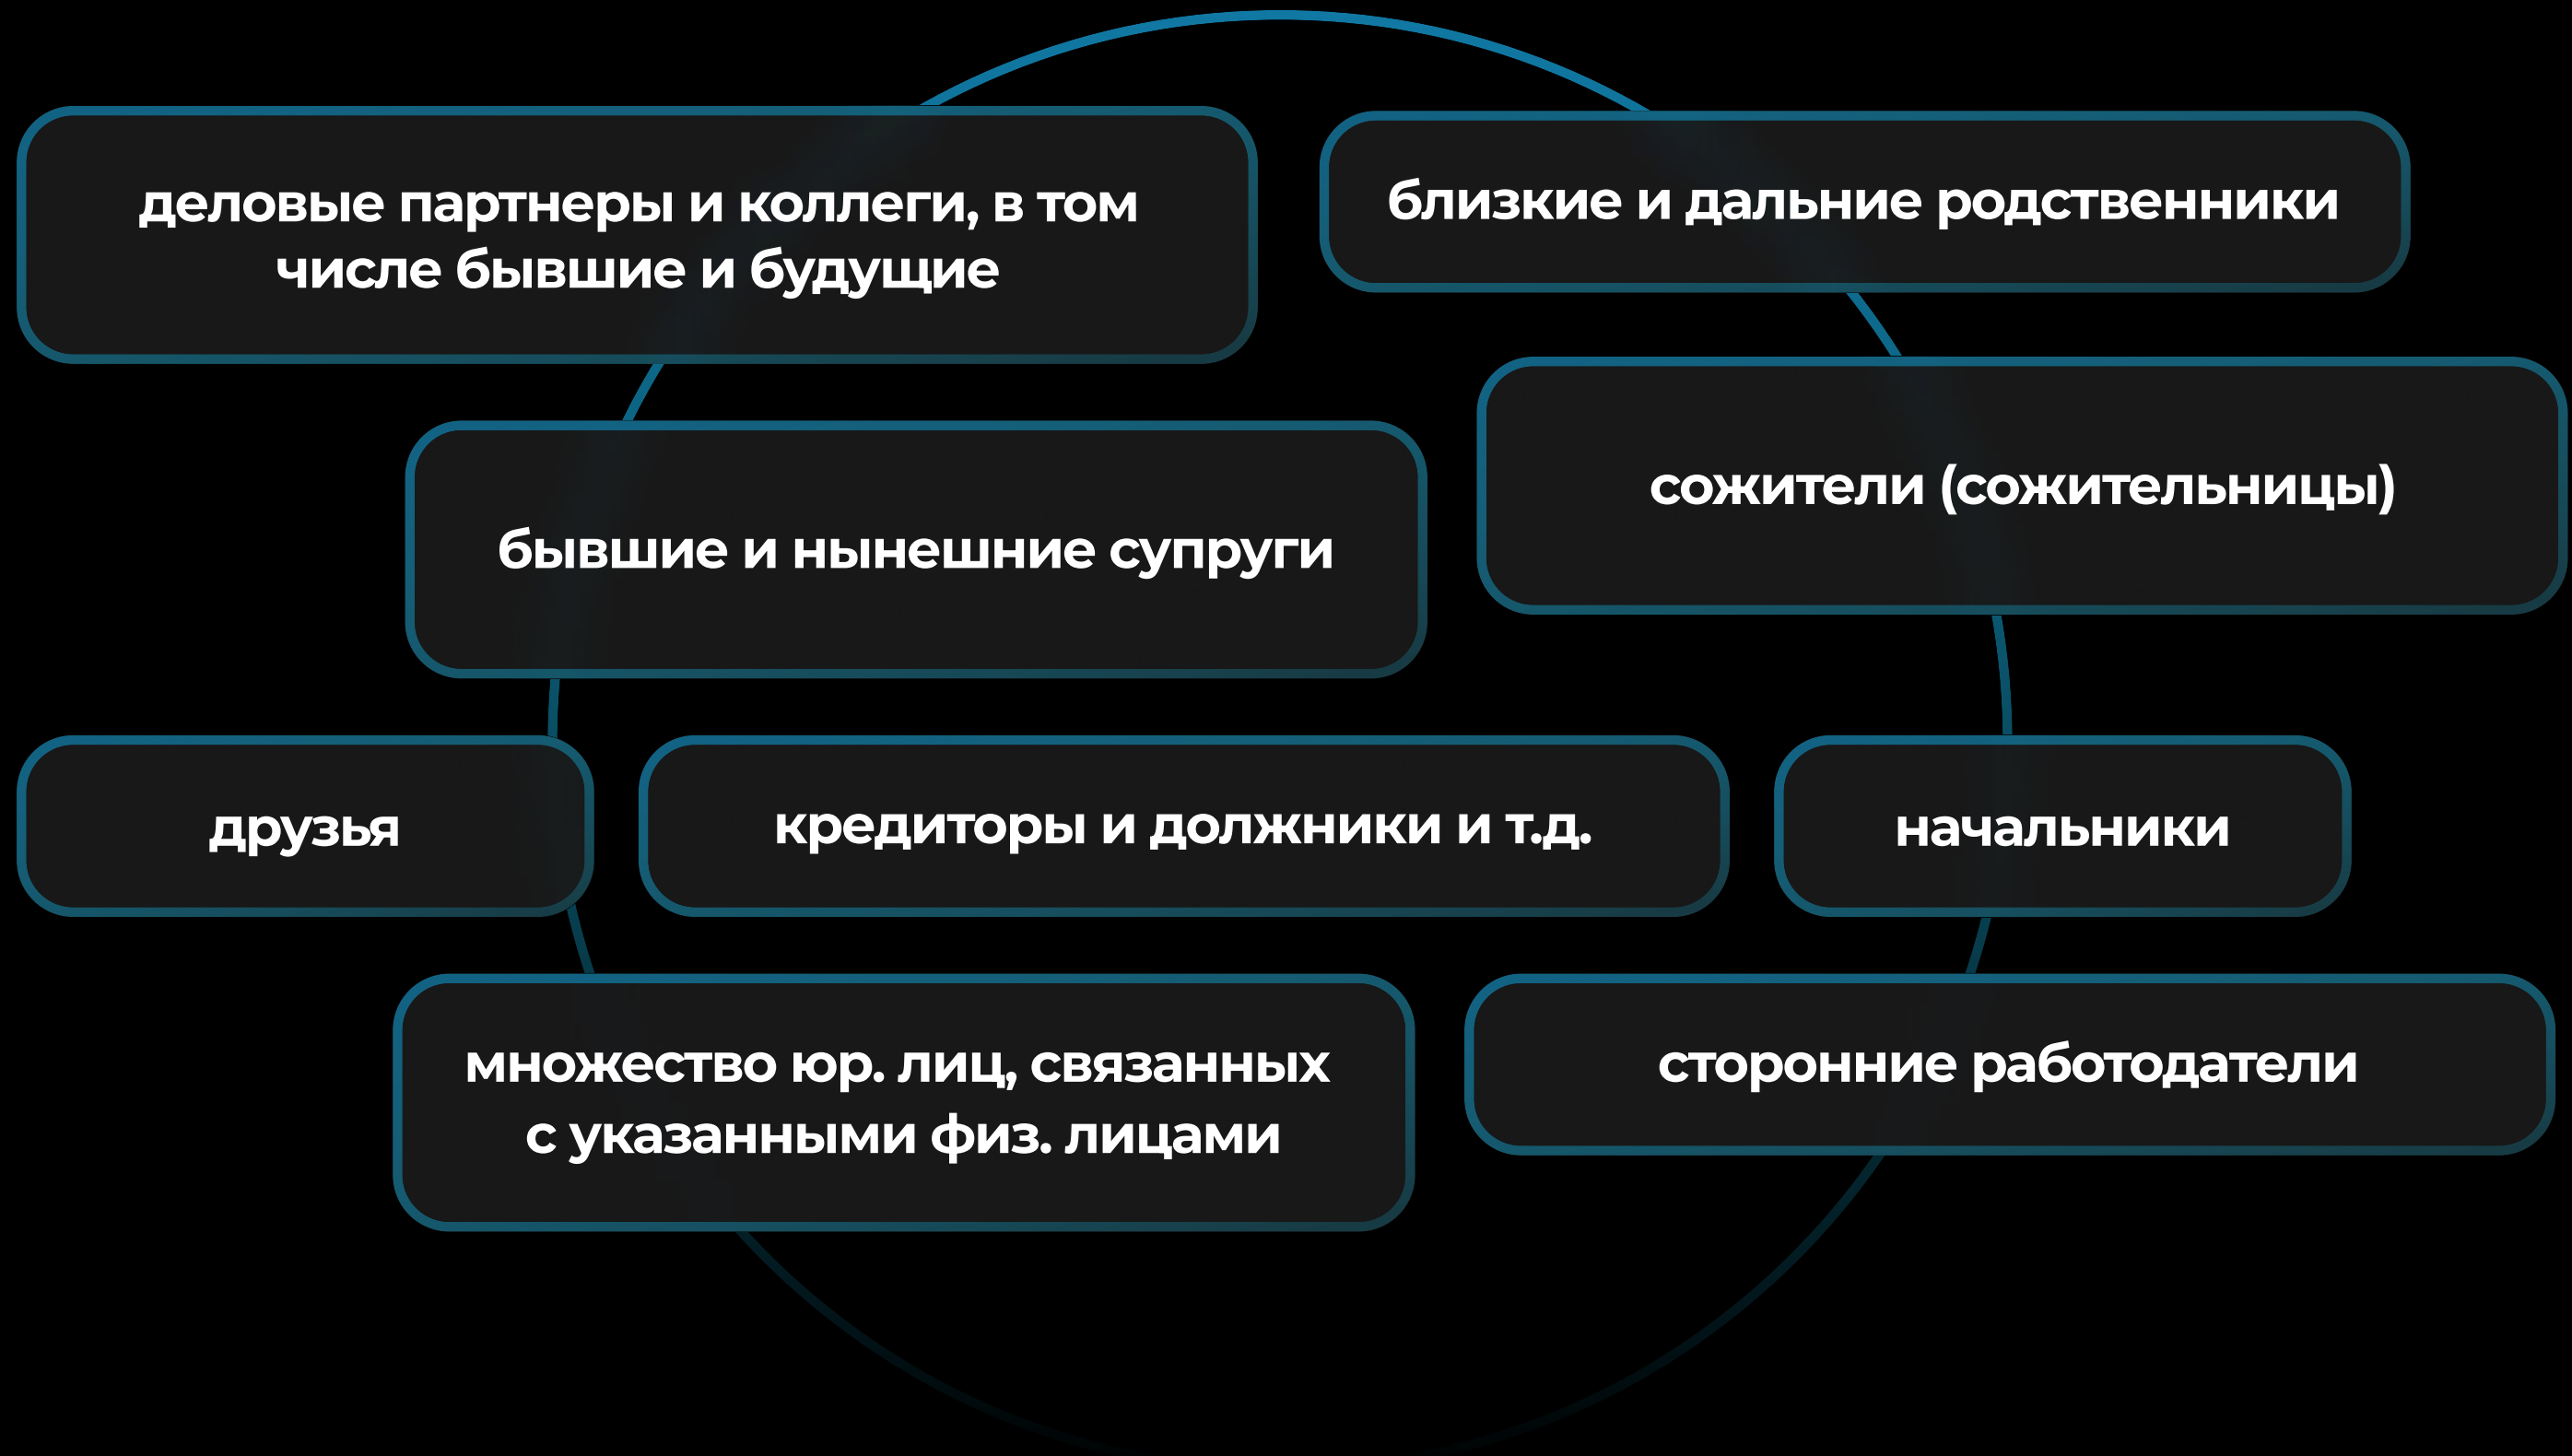 деловые партнеры и коллеги, в том
числе бывшие и будущие
близкие и дальние родственники
бывшие и нынешние супруги
сожители (сожительницы)
друзья
кредиторы и должники и т.д.
начальники
множество юр. лиц, связанных
с указанными физ. лицами
сторонние работодатели